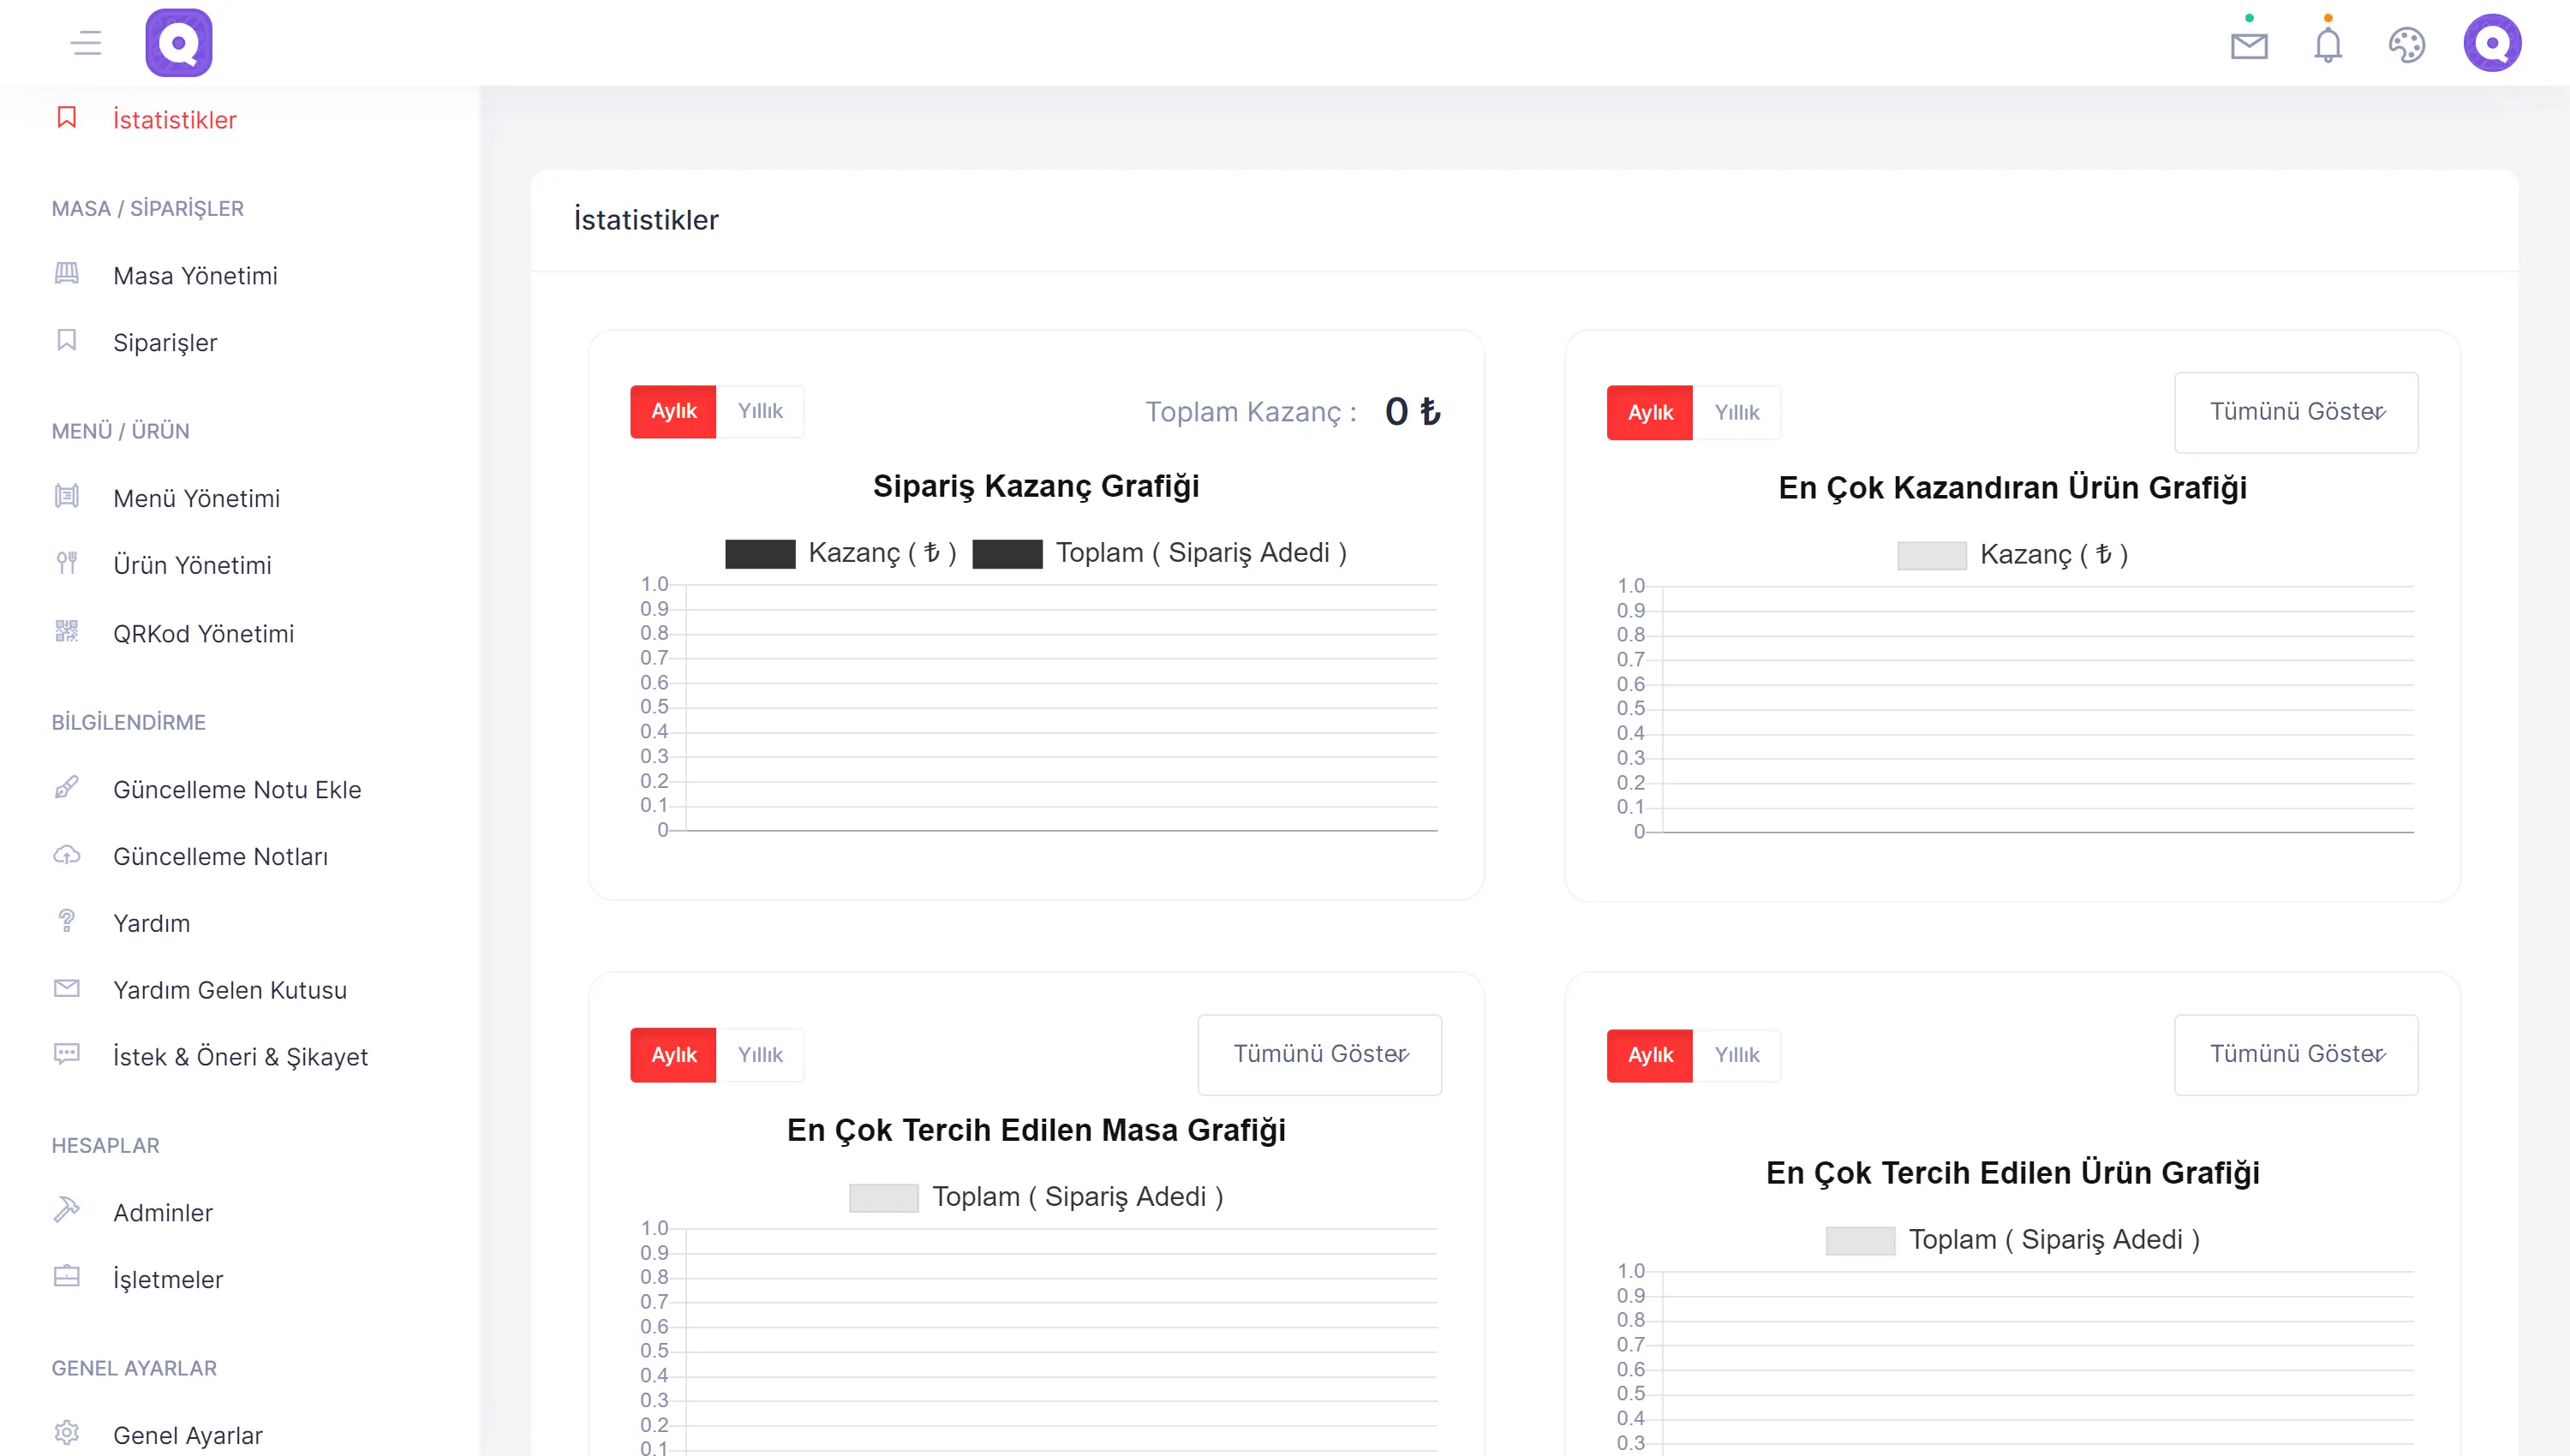 İstatistikler
MASA / SİPARİŞLER
Masa Yönetimi
Siparişler
MENÜ / ÜRÜN
Menü Yönetimi
Ürün Yönetimi
QRKod Yönetimi
BİLGİLENDİRME
Güncelleme Notu Ekle
Güncelleme Notları
Yardım
Yardım Gelen Kutusu
İstek & Öneri & Şikayet
HESAPLAR
Adminler
İşletmeler
GENEL AYARLAR
Genel Ayarlar
İstatistikler
Aylık Yıllık Toplam Kazanç : 0 ₺
Sipariş Kazanç Grafiği
Kazanç ( ₺ ) Toplam ( Sipariş Adedi )
1.0
0.9
0.8
0.7
0.6
0.5
0.4
0.3
0.2
0.1
0
Aylık Yıllık Tümünü Göster
En Çok Kazandıran Ürün Grafiği
Kazanç ( ₺ )
1.0
0.9
0.8
0.7
0.6
0.5
0.4
0.3
0.2
0.1
0
Aylık Yıllık Tümünü Göster
En Çok Tercih Edilen Masa Grafiği
Toplam ( Sipariş Adedi )
1.0
0.9
0.8
0.7
0.6
0.5
0.4
0.3
0.2
0.1
Aylık Yıllık Tümünü Göster
En Çok Tercih Edilen Ürün Grafiği
Toplam ( Sipariş Adedi )
1.0
0.9
0.8
0.7
0.6
0.5
0.4
0.3